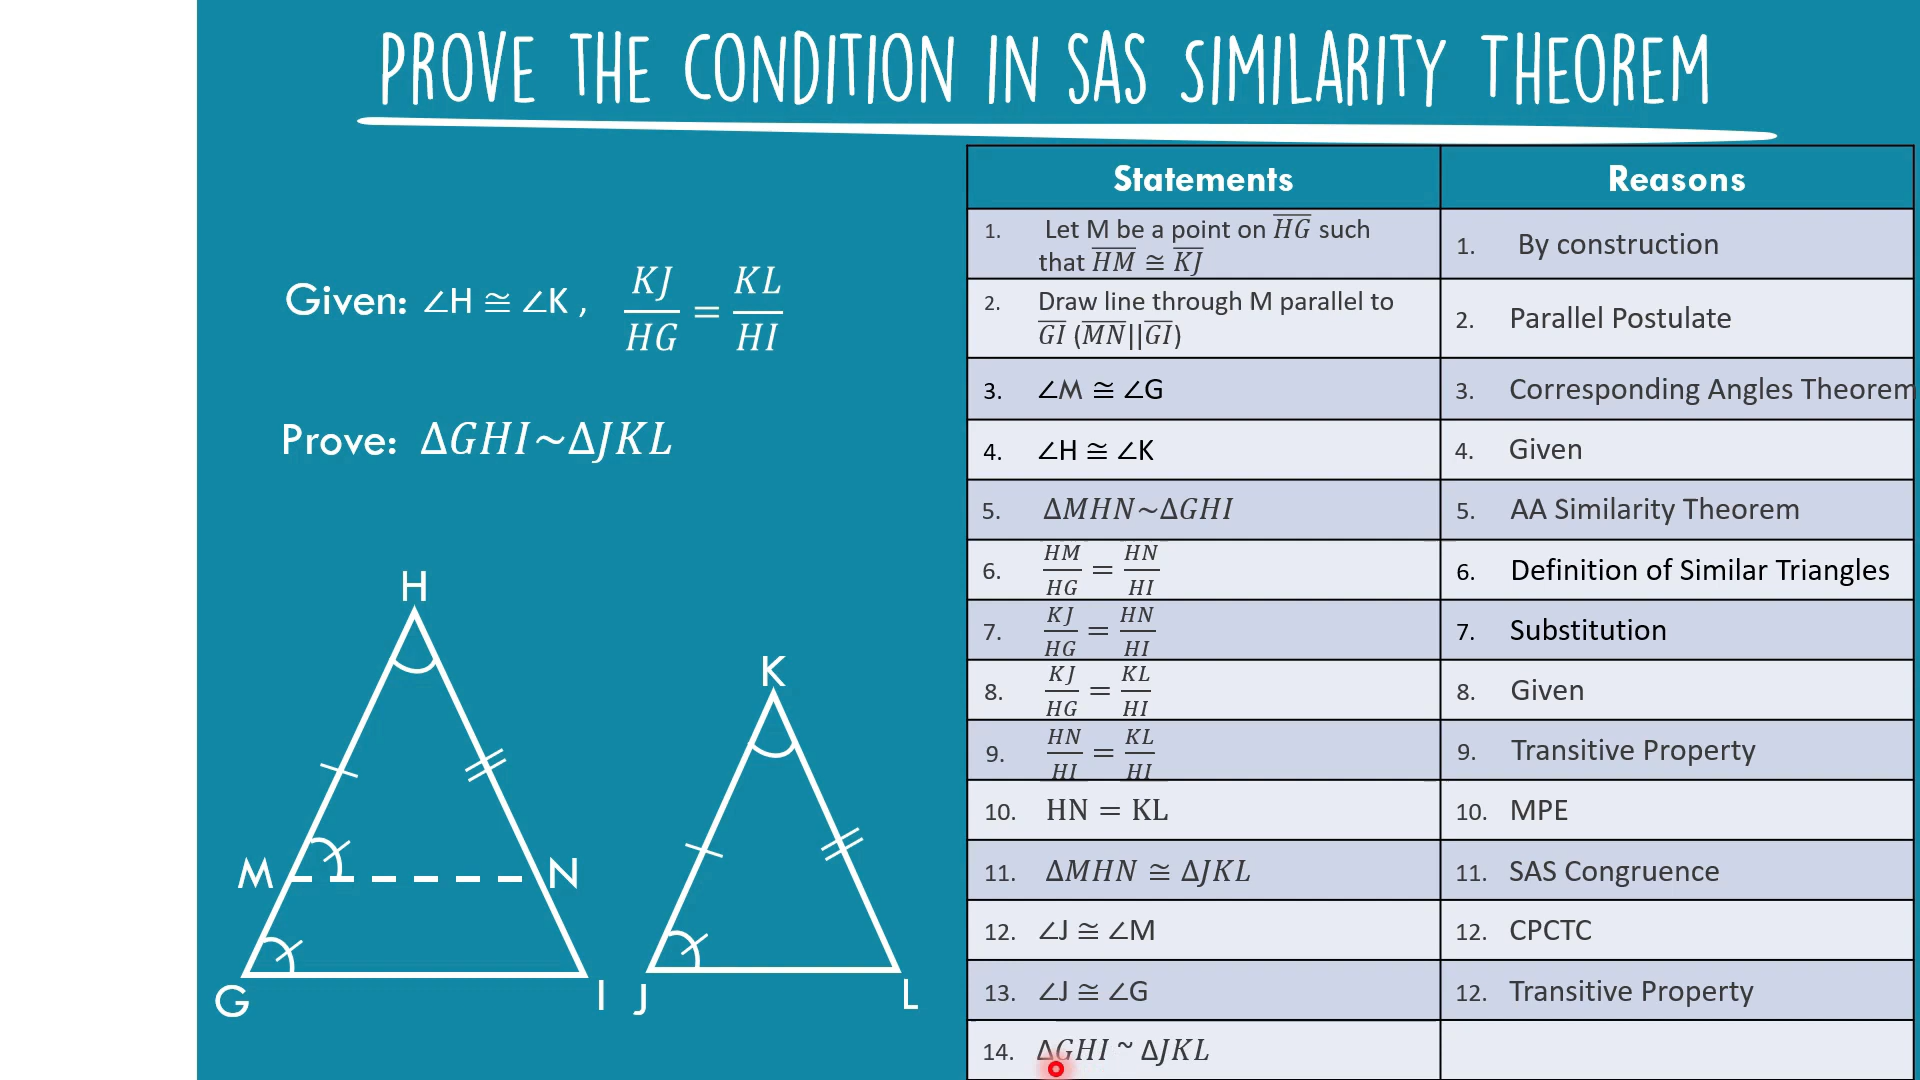 PROVE THE CONDITION IN SAS SIMILARITY THEOREM
Given: ∠H ≅ ∠K , KJ/HG = KL/HI
Prove: ΔGHI~ΔJKL
H
K
M
N
G
I
J
L
Statements Reasons
1. Let M be a point on HG such
that HM ≅ KJ
1. By construction
2. Draw line through M parallel to
GI (MN||GI)
2. Parallel Postulate
3. ∠M ≅ ∠G 3. Corresponding Angles Theorem
4. ∠H ≅ ∠K 4. Given
5. ΔMHN~ΔGHI 5. AA Similarity Theorem
6. HM/HG = HN/HI 6. Definition of Similar Triangles
7. KJ/HG = HN/HI 7. Substitution
8. KJ/HG = KL/HI 8. Given
9. HN/HI = KL/HI 9. Transitive Property
10. HN = KL 10. MPE
11. ΔMHN ≅ ΔJKL 11. SAS Congruence
12. ∠J ≅ ∠M 12. CPCTC
13. ∠J ≅ ∠G 12. Transitive Property
14. ΔGHI ~ ΔJKL